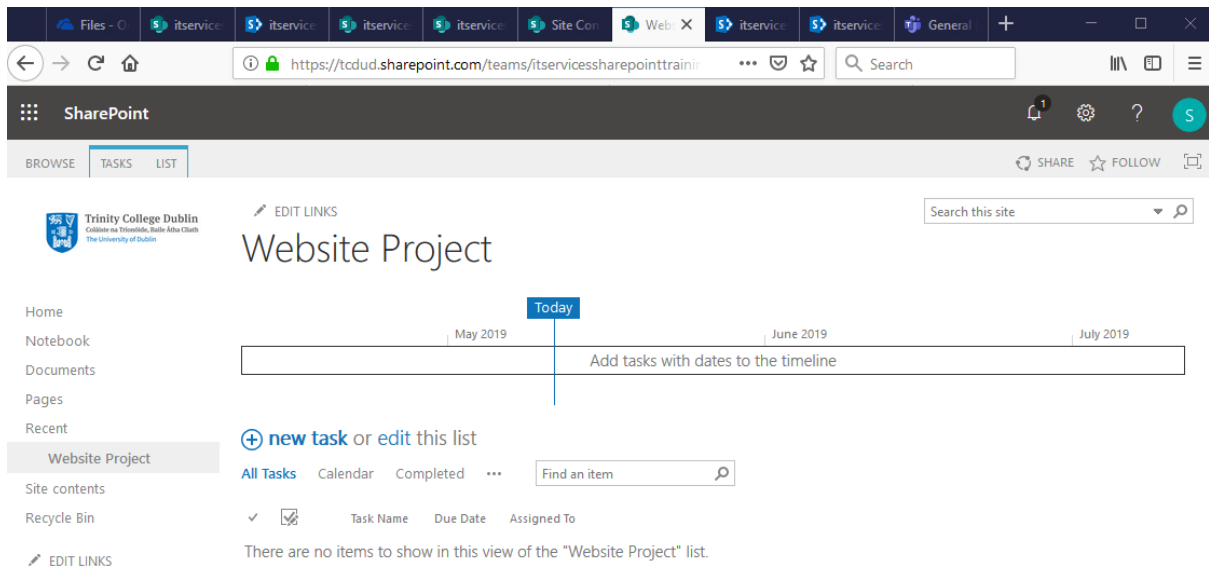 Files - O itservice itservice itservice itservice Site Con Webs itservice itservice General
https://tcdud.sharepoint.com/teams/itservicessharepointtrainin Search
SharePoint 1 ? S
BROWSE TASKS LIST SHARE FOLLOW
Trinity College Dublin
Coláiste na Tríonóide, Baile Átha Cliath
The University of Dublin
EDIT LINKS
Search this site
Website Project
Home
Notebook
Documents
Pages
Recent
Website Project
Site contents
Recycle Bin
EDIT LINKS
Today
May 2019 June 2019 July 2019
Add tasks with dates to the timeline
new task or edit this list
All Tasks Calendar Completed ••• Find an item
Task Name Due Date Assigned To
There are no items to show in this view of the "Website Project" list.